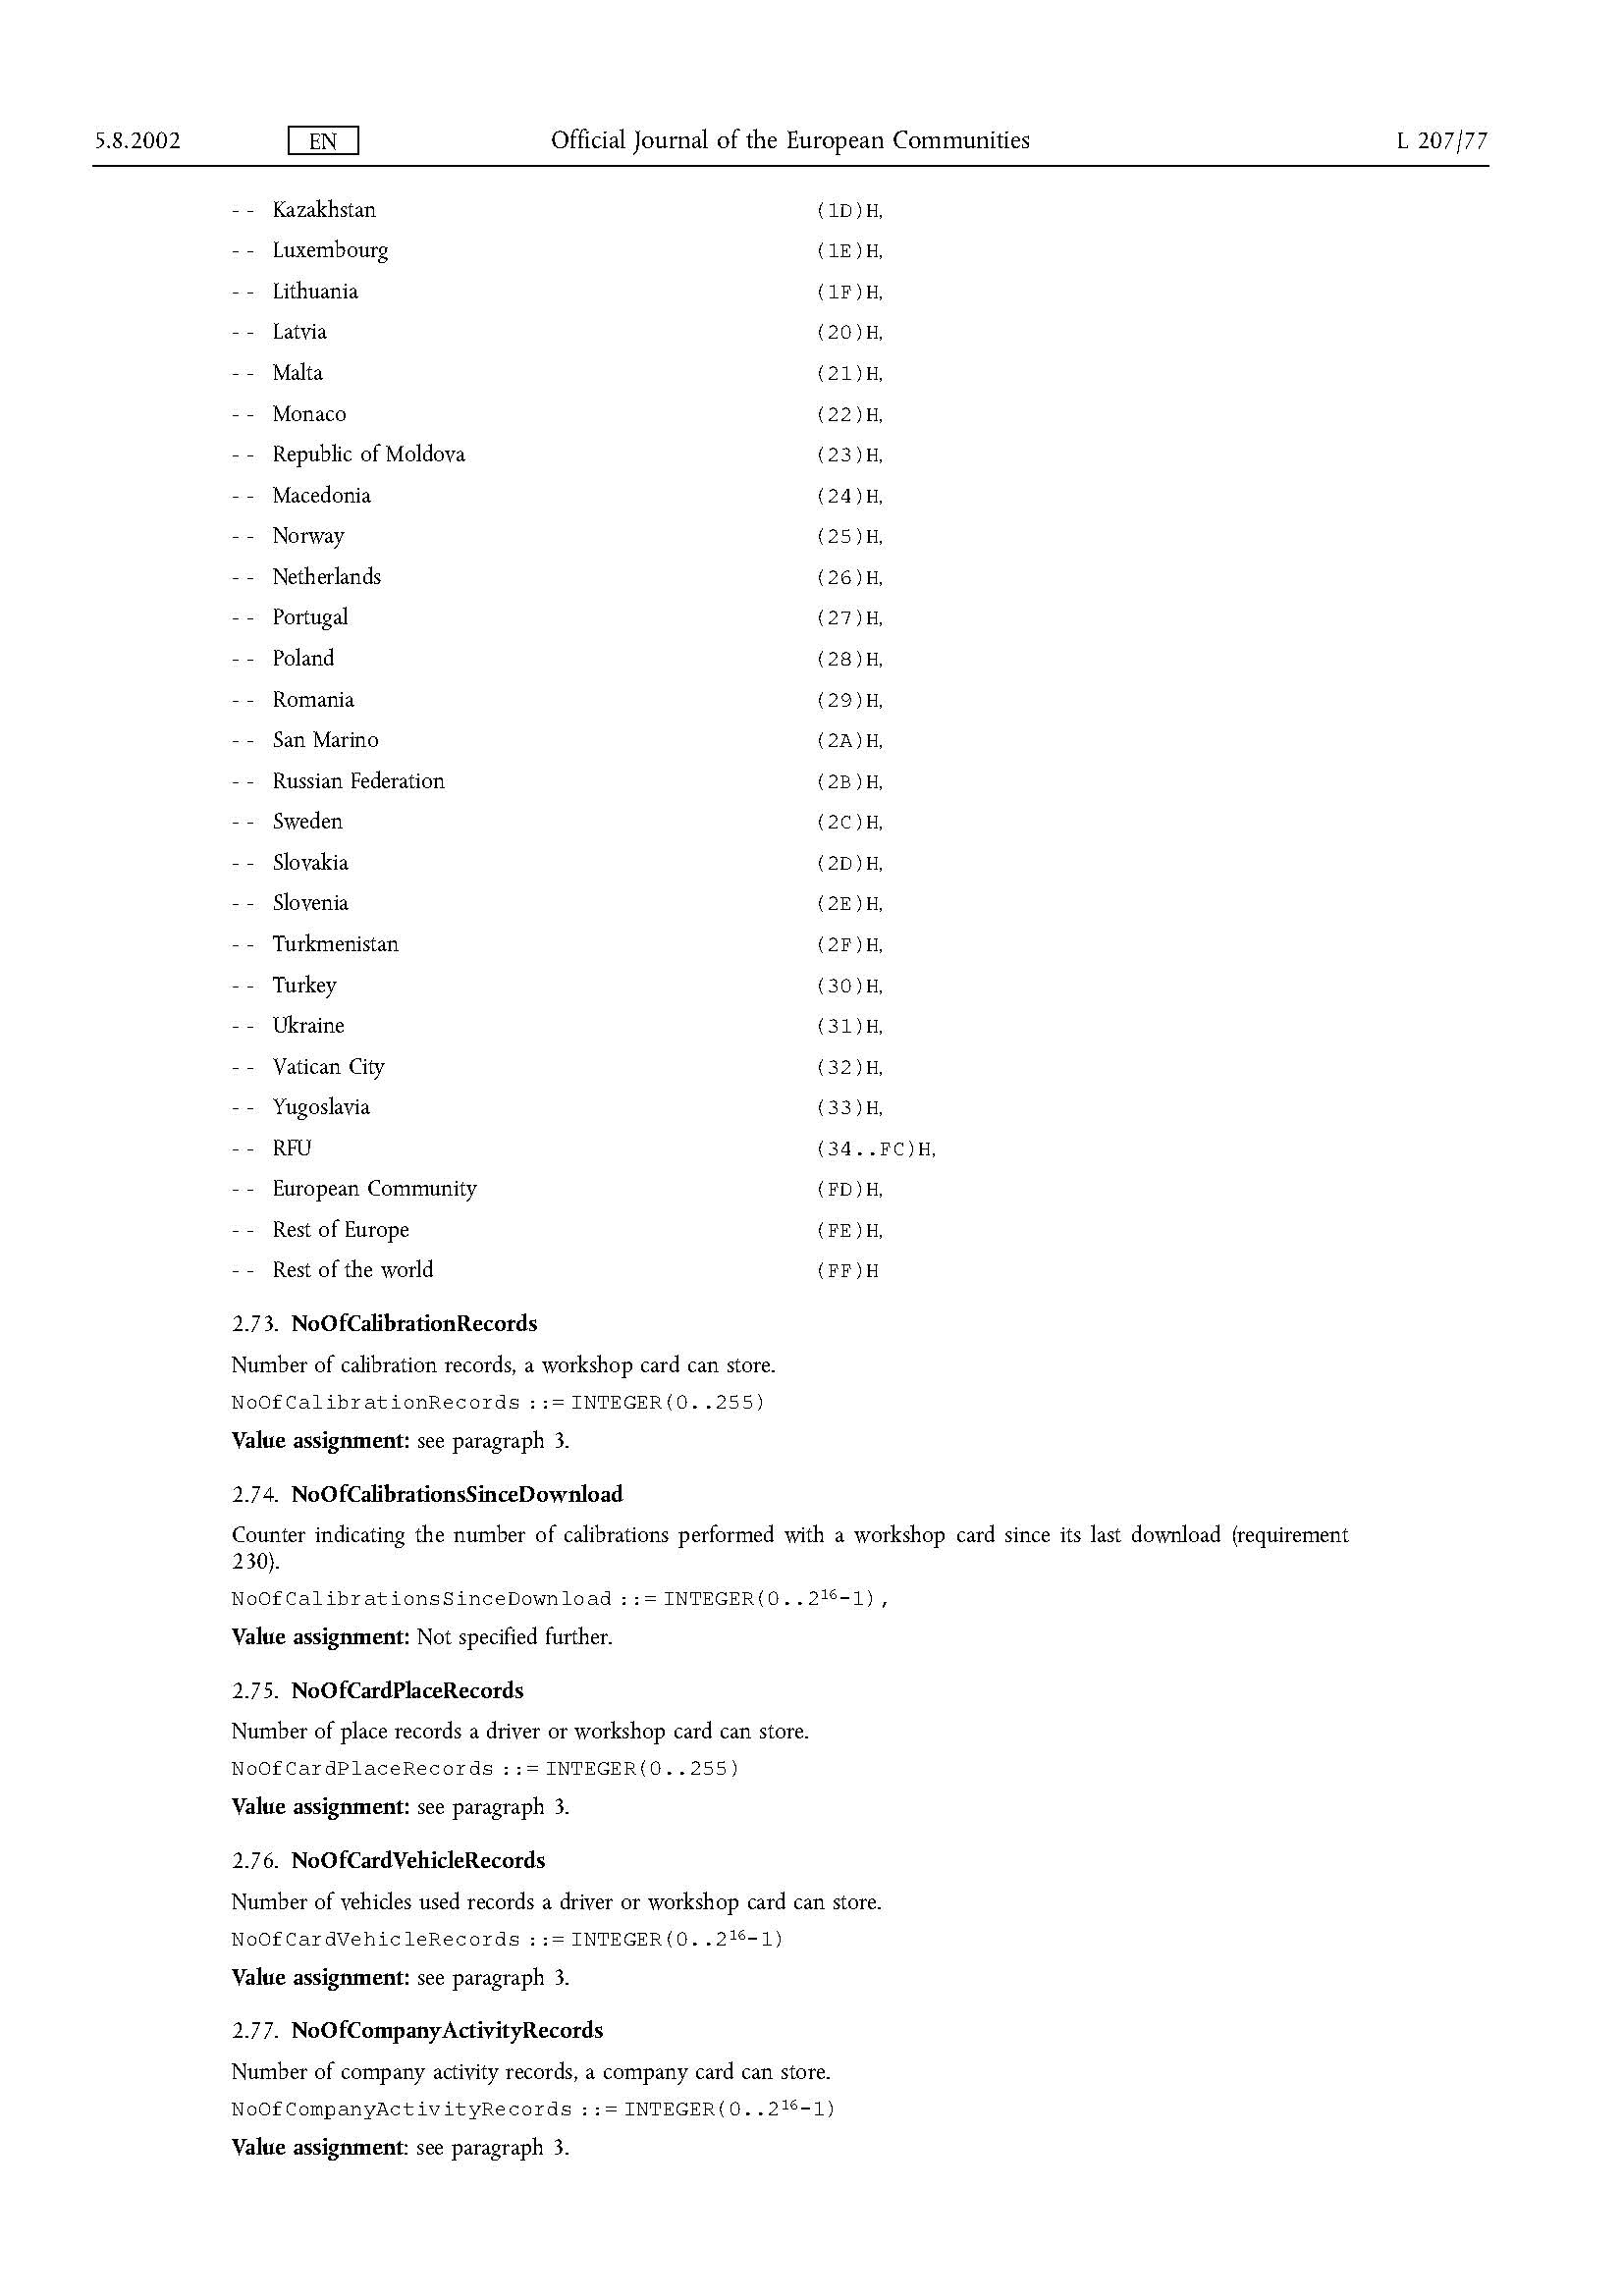 5.8.2002 EN Official Journal of the European Communities L 207/77
- - Kazakhstan (1D)H,
- - Luxembourg (1E)H,
- - Lithuania (1F)H,
- - Latvia (20)H,
- - Malta (21)H,
- - Monaco (22)H,
- - Republic of Moldova (23)H,
- - Macedonia (24)H,
- - Norway (25)H,
- - Netherlands (26)H,
- - Portugal (27)H,
- - Poland (28)H,
- - Romania (29)H,
- - San Marino (2A)H,
- - Russian Federation (2B)H,
- - Sweden (2C)H,
- - Slovakia (2D)H,
- - Slovenia (2E)H,
- - Turkmenistan (2F)H,
- - Turkey (30)H,
- - Ukraine (31)H,
- - Vatican City (32)H,
- - Yugoslavia (33)H,
- - RFU (34..FC)H,
- - European Community (FD)H,
- - Rest of Europe (FE)H,
- - Rest of the world (FF)H
2.73. NoOfCalibrationRecords
Number of calibration records, a workshop card can store.
NoOfCalibrationRecords ::= INTEGER(0..255)
Value assignment: see paragraph 3.
2.74. NoOfCalibrationsSinceDownload
Counter indicating the number of calibrations performed with a workshop card since its last download (requirement
230).
NoOfCalibrationsSinceDownload ::= INTEGER(0..2¹⁶-1),
Value assignment: Not specified further.
2.75. NoOfCardPlaceRecords
Number of place records a driver or workshop card can store.
NoOfCardPlaceRecords ::= INTEGER(0..255)
Value assignment: see paragraph 3.
2.76. NoOfCardVehicleRecords
Number of vehicles used records a driver or workshop card can store.
NoOfCardVehicleRecords ::= INTEGER(0..2¹⁶-1)
Value assignment: see paragraph 3.
2.77. NoOfCompanyActivityRecords
Number of company activity records, a company card can store.
NoOfCompanyActivityRecords ::= INTEGER(0..2¹⁶-1)
Value assignment: see paragraph 3.